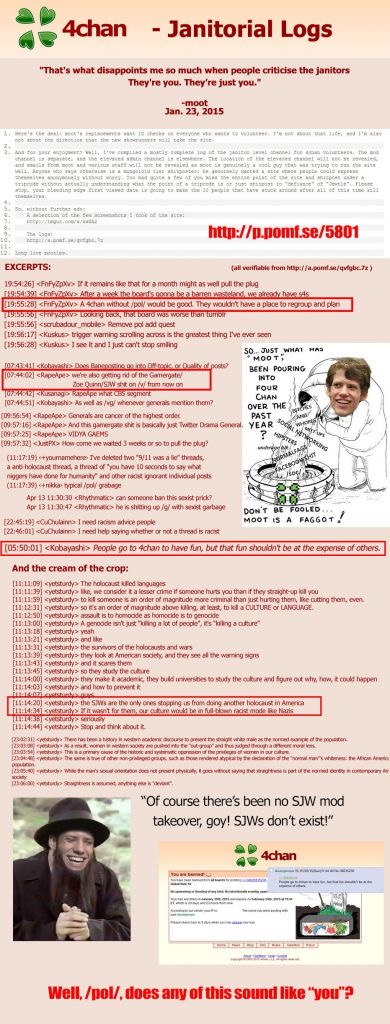 4chan - Janitorial Logs
"That's what disappoints me so much when people criticise the janitors
They're you. They're just you."
-moot
Jan. 23, 2015
1. Here's the deal: moot's replacements want ID checks on everyone who wants to volunteer. I'm not about that life, and I'm also
not about the direction that the new showrunners will take the site.
2.
3. And for your enjoyment? Well, I've compiled a mostly complete log of the janitor level channel for 4chan volunteers. The mod
channel is separate, and the elevated admin channel is elsewhere. The location of the elevated channel will not be revealed,
and emails from moot and various staff will not be revealed as moot is genuinely a cool guy that was trying to run the site
well. Anyone who says otherwise is a mongloid tier shitposter; he genuinely wanted a site where people could express
themselves anonymously without worry. Too bad quite a few of you miss the entire point of the site and shitpost under a
tripcode without actually understanding what the point of a tripcode is or just shitpost in "defiance" of "Jewele". Please
stop, your bleeding edge first viewed date is going to make the 10 people that have stuck around after all of this time kill
themselves.
4.
5. So, without further ado:
6. A selection of the few screenshots I took of the site:
7.
8.
9. The logs:
10. http://a.pomf.se/qvfgbc.7z
11.
12. Long live moties.
http://p.pomf.se/5801
EXCERPTS:
(all verifiable from http://a.pomf.se/qvfgbc.7z )
19:54:26] <FnFyZpXv> If it remains like that for a month might as well pull the plug
[19:54:39] <FnFyZpXv> After a week the board's gonna be a barren wasteland, we already have s4s
[19:55:28] <FnFyZpXv> A 4chan without /pol/ would be good. They wouldn't have a place to regroup and plan
[19:55:56] <FnFyZpXv> Looking back, that board was worse than tumblr
[19:55:56] <scrubadour_mobile> Remove pol add quest
[19:56:17] <Kuskus> trigger warning scrolling across is the greatest thing I've ever seen
[19:56:28] <Kuskus> I see it and I just can't stop smiling
[07:43:41] <Kobayashi> Does Baneposting go into Off-topic, or Quality of posts?
[07:44:02] <RapeApe> we're also getting rid of the Gamergate/
Zoe Quinn/SJW shit on /v/ from now on
[07:44:42] <Kusanagi> RapeApe what CBS segment
[07:44:51] <Kobayashi> As well as /vg/ whenever generals mention them?
[09:56:54] <RapeApe> Generals are cancer of the highest order.
[09:57:16] <RapeApe> And this gamergate shit is basically just Twitter Drama General.
[09:57:25] <RapeApe> VIDYA GAEMS
[09:57:32] <JustPIX> How come we waited 3 weeks or so to pull the plug?
(11:17:19) <+yournamehere> I've deleted two "9/11 was a lie" threads,
a anti-holocaust thread, a thread of "you have 10 seconds to say what
niggers have done for humanity" and other racist ignorant individual posts
(11:17:39) <+nikka> typical /pol/ garbage
Apr 13 11:30:30 <Rhythmatic> can someone ban this sexist prick?
Apr 13 11:30:47 <Rhythmatic> he is shitting up /g/ with sexist garbage
[22:45:19] <CuChulainn> I need racism advice people
[22:46:01] <CuChulainn> I need help saying whether or not a thread is racist
SO... JUST WHAT HAS
"MOOT"
BEEN POURING
INTO
FOUR CHAN
OVER THE
PAST
YEAR
?
SOCIAL NETWORKING
HIPSTERS
FACEBOOK
DON'T BE FOOLED...
MOOT IS A FAGGOT!
[05:50:01] <Kobayashi> People go to 4chan to have fun, but that fun shouldn't be at the expense of others.
And the cream of the crop:
[11:11:09] <yetsturdy> The holocaust killed languages
[11:11:39] <yetsturdy> like, we consider it a lesser crime if someone hurts you than if they straight-up kill you
[11:11:59] <yetsturdy> to kill someone is an order of magnitude more criminal than just hurting them, like cutting them, even.
[11:12:31] <yetsturdy> so it's an order of magnitude above killing, at least, to kill a CULTURE or LANGUAGE.
[11:12:50] <yetsturdy> assault is to homicide as homicide is to genocide
[11:13:00] <yetsturdy> A genocide isn't just "killing a lot of people", it's "killing a culture"
[11:13:18] <yetsturdy> yeah
[11:13:21] <yetsturdy> and like
[11:13:31] <yetsturdy> the survivors of the holocausts and wars
[11:13:39] <yetsturdy> they look at American society, and they see all the warning signs
[11:13:43] <yetsturdy> and it scares them
[11:13:45] <yetsturdy> so they study the culture
[11:14:00] <yetsturdy> they make it academic, they build universities to study the culture and figure out why, how, it could happen
[11:14:03] <yetsturdy> and how to prevent it
[11:14:07] <yetsturdy> guys
[11:14:20] <yetsturdy> the SJWs are the only ones stopping us from doing another holocaust in America
[11:14:34] <yetsturdy> If it wasn't for them, our culture would be in full-blown racist mode like Nazis
[11:14:38] <yetsturdy> seriously
[11:14:44] <yetsturdy> Stop and think about it.
[23:02:31] <yetsturdy> There has been a history in western academic discourse to present the straight white male as the normed example of the population.
[23:03:08] <yetsturdy> As a result, women in western society are pushed into the "out-group" and thus judged through a different moral lens.
[23:03:54] <yetsturdy> This is a primary cause of the historic and systematic oppression of the privileges of women in our culture.
[23:04:48] <yetsturdy> The same is true of other non-privileged groups, such as those rendered atypical by the declaration of the "normal man"'s whiteness: the African Americ
population.
[23:05:40] <yetsturdy> While the man's sexual orientation does not present physically, it goes without saying that straightness is part of the normed identity in contemporary Am
society
[23:06:00] <yetsturdy> Straightness is assumed, anything else is "deviant".
"Of course there's been no SJW mod
takeover, goy! SJWs don't exist!"
4chan
You are banned! ;_;
Well, /pol/, does any of this sound like "you"?